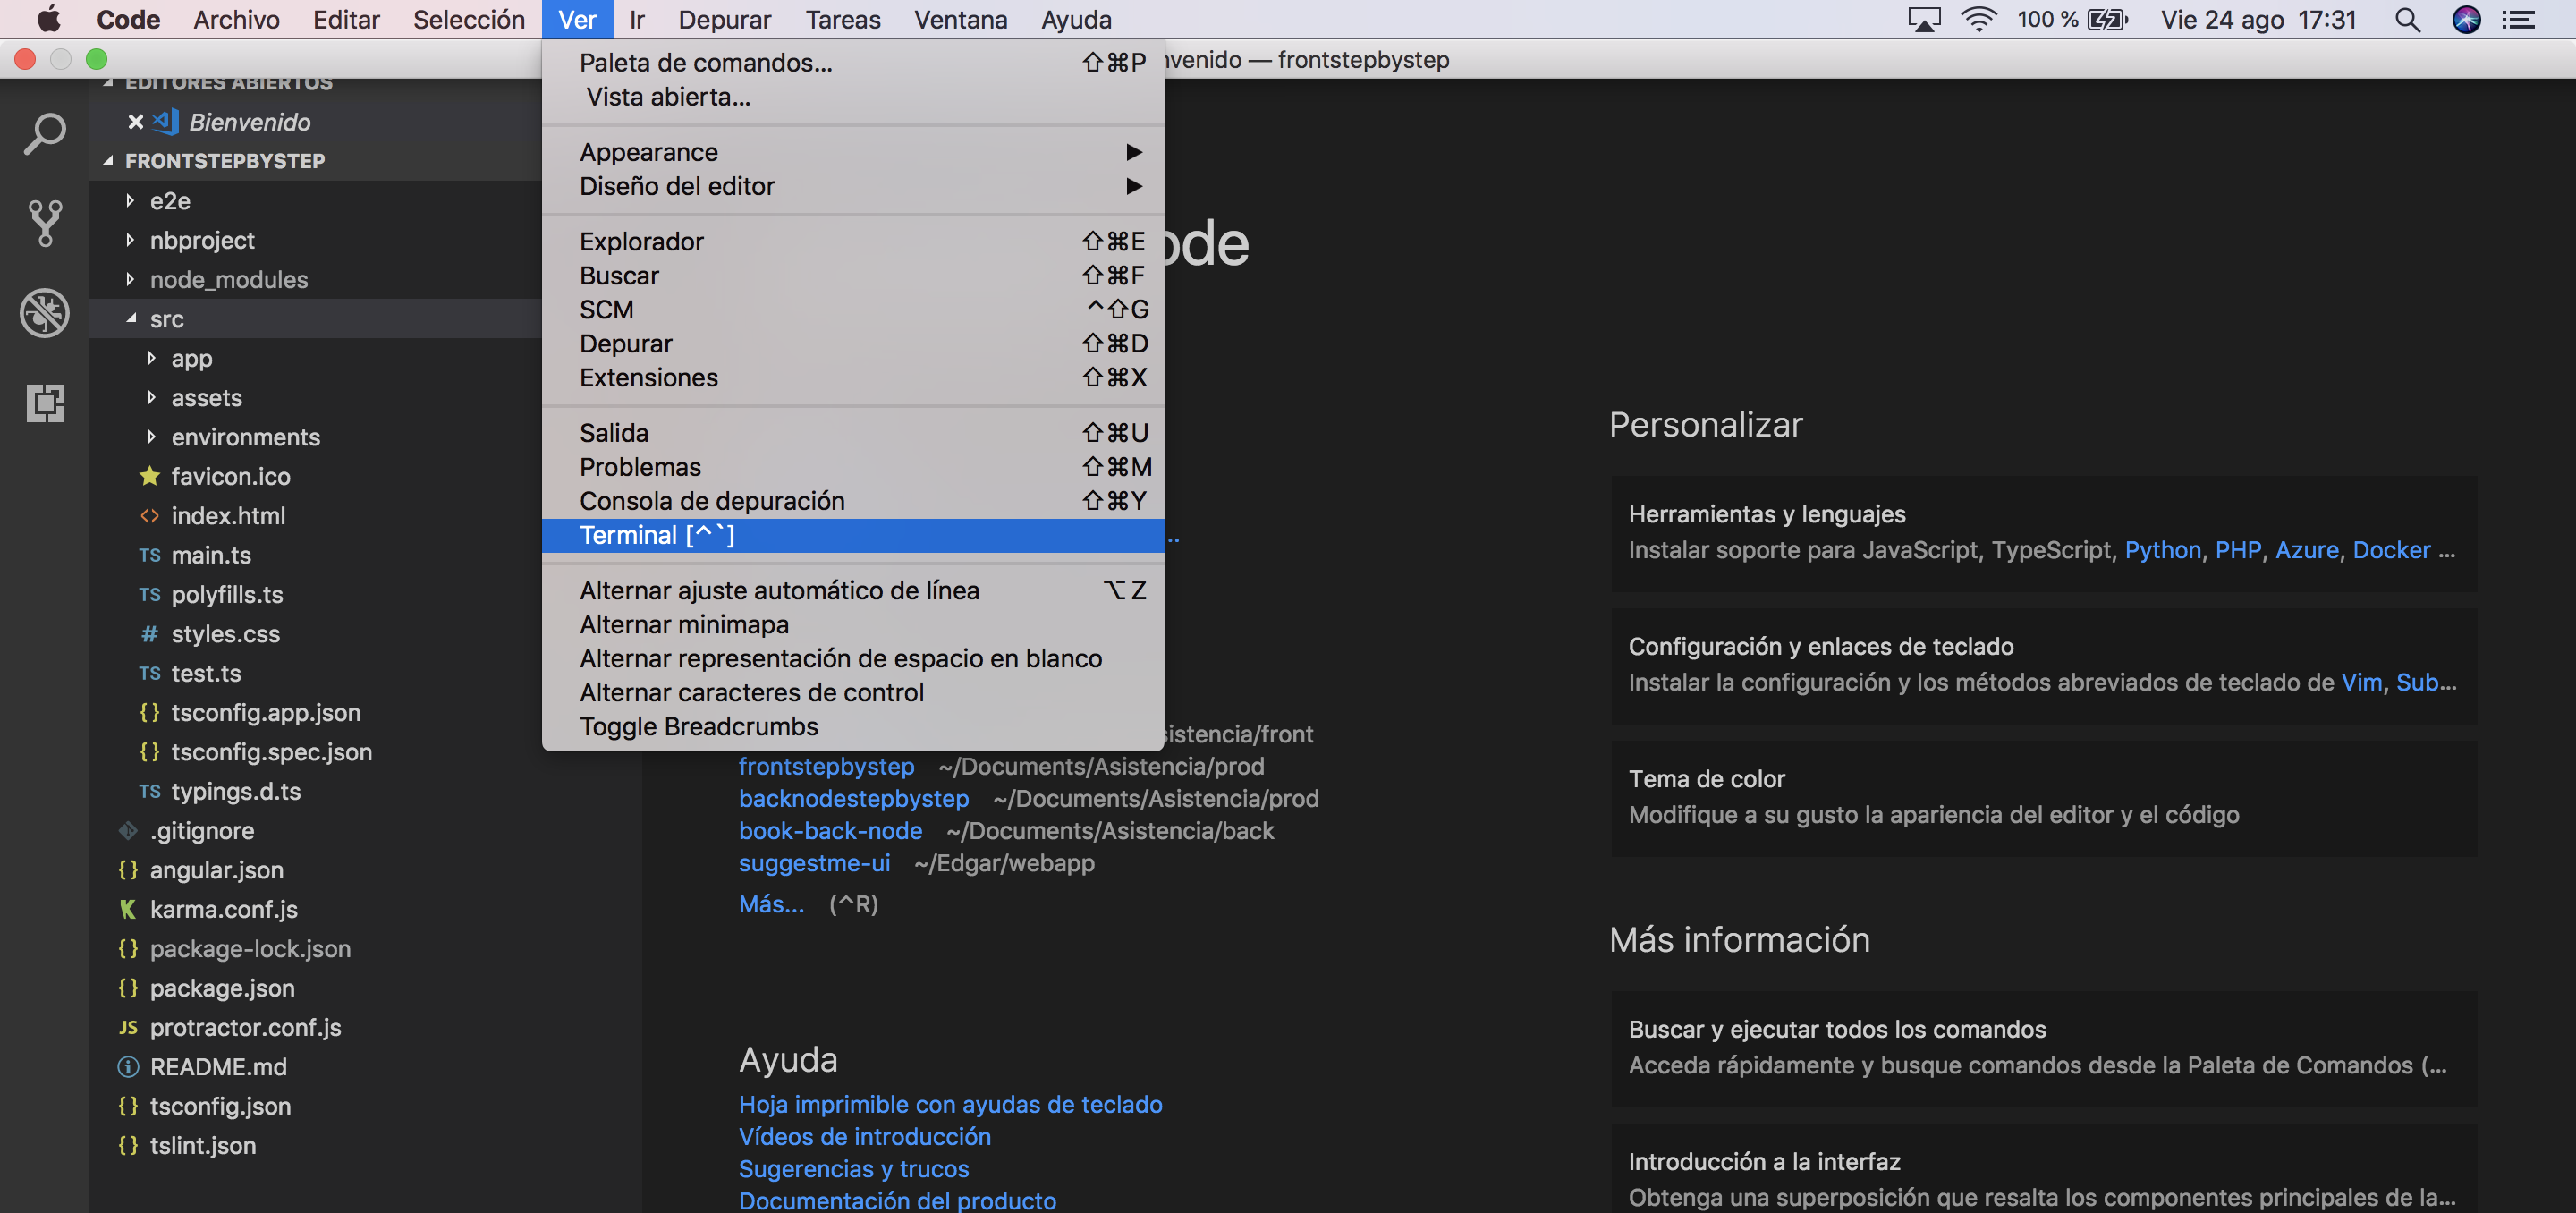 Code Archivo Editar Selección Ver Ir Depurar Tareas Ventana Ayuda 100 % Vie 24 ago 17:31
nvenido — frontstepbystep
EDITORES ABIERTOS
Bienvenido
FRONTSTEPBYSTEP
e2e
nbproject
node_modules
src
app
assets
environments
favicon.ico
<> index.html
TS main.ts
TS polyfills.ts
# styles.css
TS test.ts
{} tsconfig.app.json
{} tsconfig.spec.json
TS typings.d.ts
.gitignore
{} angular.json
karma.conf.js
{} package-lock.json
{} package.json
JS protractor.conf.js
README.md
{} tsconfig.json
{} tslint.json
Paleta de comandos... ⇧⌘P
Vista abierta...
Appearance
Diseño del editor
Explorador ⇧⌘E
Buscar ⇧⌘F
SCM ^⇧G
Depurar ⇧⌘D
Extensiones ⇧⌘X
Salida ⇧⌘U
Problemas ⇧⌘M
Consola de depuración ⇧⌘Y
Terminal [^`]
Alternar ajuste automático de línea ⌥Z
Alternar minimapa
Alternar representación de espacio en blanco
Alternar caracteres de control
Toggle Breadcrumbs
ode
...
sistencia/front
frontstepbystep ~/Documents/Asistencia/prod
backnodestepbystep ~/Documents/Asistencia/prod
book-back-node ~/Documents/Asistencia/back
suggestme-ui ~/Edgar/webapp
Más... (^R)
Ayuda
Hoja imprimible con ayudas de teclado
Vídeos de introducción
Sugerencias y trucos
Documentación del producto
Personalizar
Herramientas y lenguajes
Instalar soporte para JavaScript, TypeScript, Python, PHP, Azure, Docker ...
Configuración y enlaces de teclado
Instalar la configuración y los métodos abreviados de teclado de Vim, Sub...
Tema de color
Modifique a su gusto la apariencia del editor y el código
Más información
Buscar y ejecutar todos los comandos
Acceda rápidamente y busque comandos desde la Paleta de Comandos (...
Introducción a la interfaz
Obtenga una superposición que resalta los componentes principales de la...